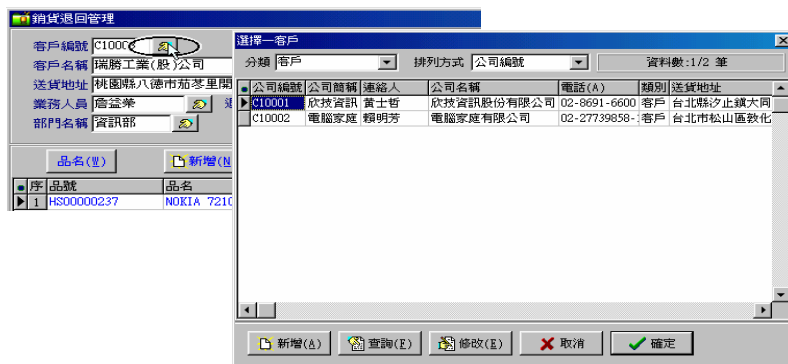 銷貨退回管理
客戶編號 C1000
客戶名稱 瑞勝工業(股)公司
送貨地址 桃園縣八德市茄苳里開
業務人員 詹益榮
部門名稱 資訊部
品名(W) 新增(N
序 品號 品名
1 HS00000237 NOKIA 7210
選擇一客戶
分類 客戶 排列方式 公司編號 資料數:1/2 筆
公司編號 公司簡稱 連絡人 公司名稱 電話(A) 類別 送貨地址
C10001 欣技資訊 黃士哲 欣技資訊股份有限公司 02-8691-6600 客戶 台北縣汐止鎮大同
C10002 電腦家庭 賴明芳 電腦家庭有限公司 02-27739858- 客戶 台北市松山區敦化
新增(A) 查詢(F) 修改(E) 取消 確定